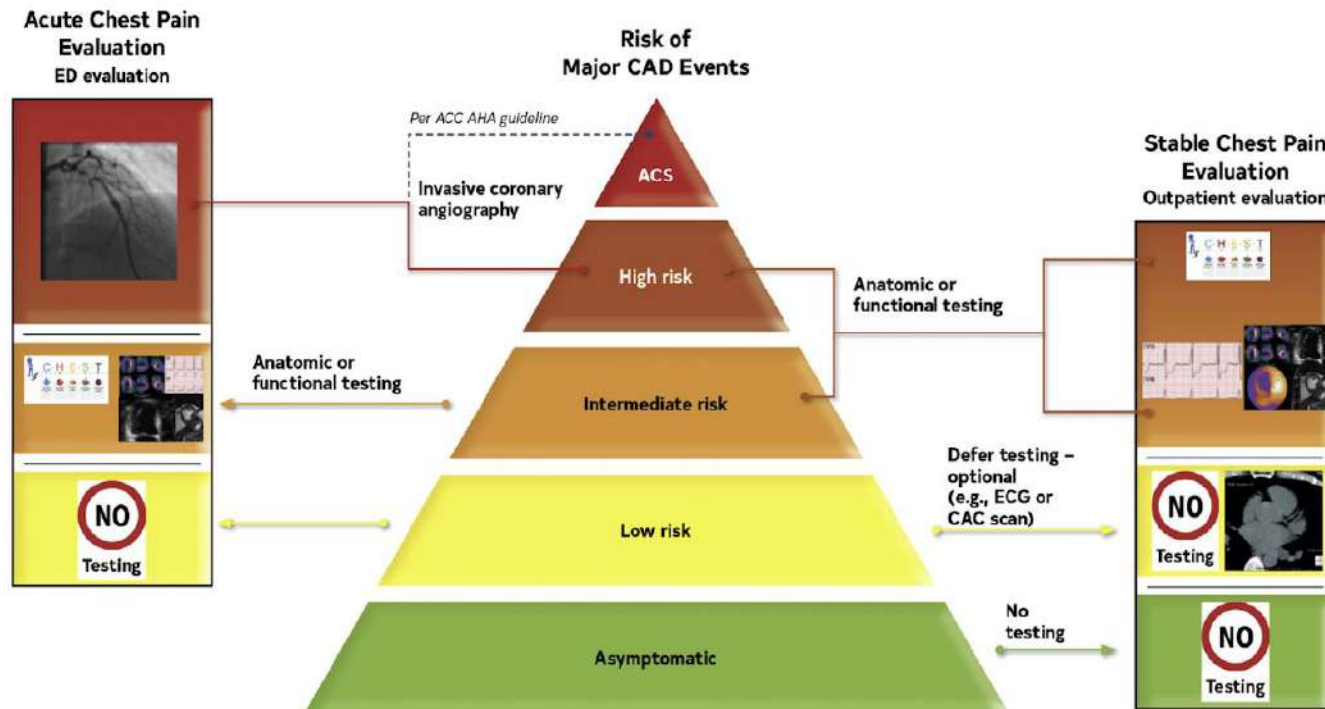 Acute Chest Pain
Evaluation
ED evaluation
Risk of
Major CAD Events
Per ACC AHA guideline
Invasive coronary
angiography
ACS
High risk
Intermediate risk
Low risk
Asymptomatic
Anatomic or
functional testing
C H E S T
NO
Testing
Stable Chest Pain
Evaluation
Outpatient evaluation
Anatomic or
functional testing
C H E S T
Defer testing –
optional
(e.g., ECG or
CAC scan)
NO
Testing
No
testing
NO
Testing